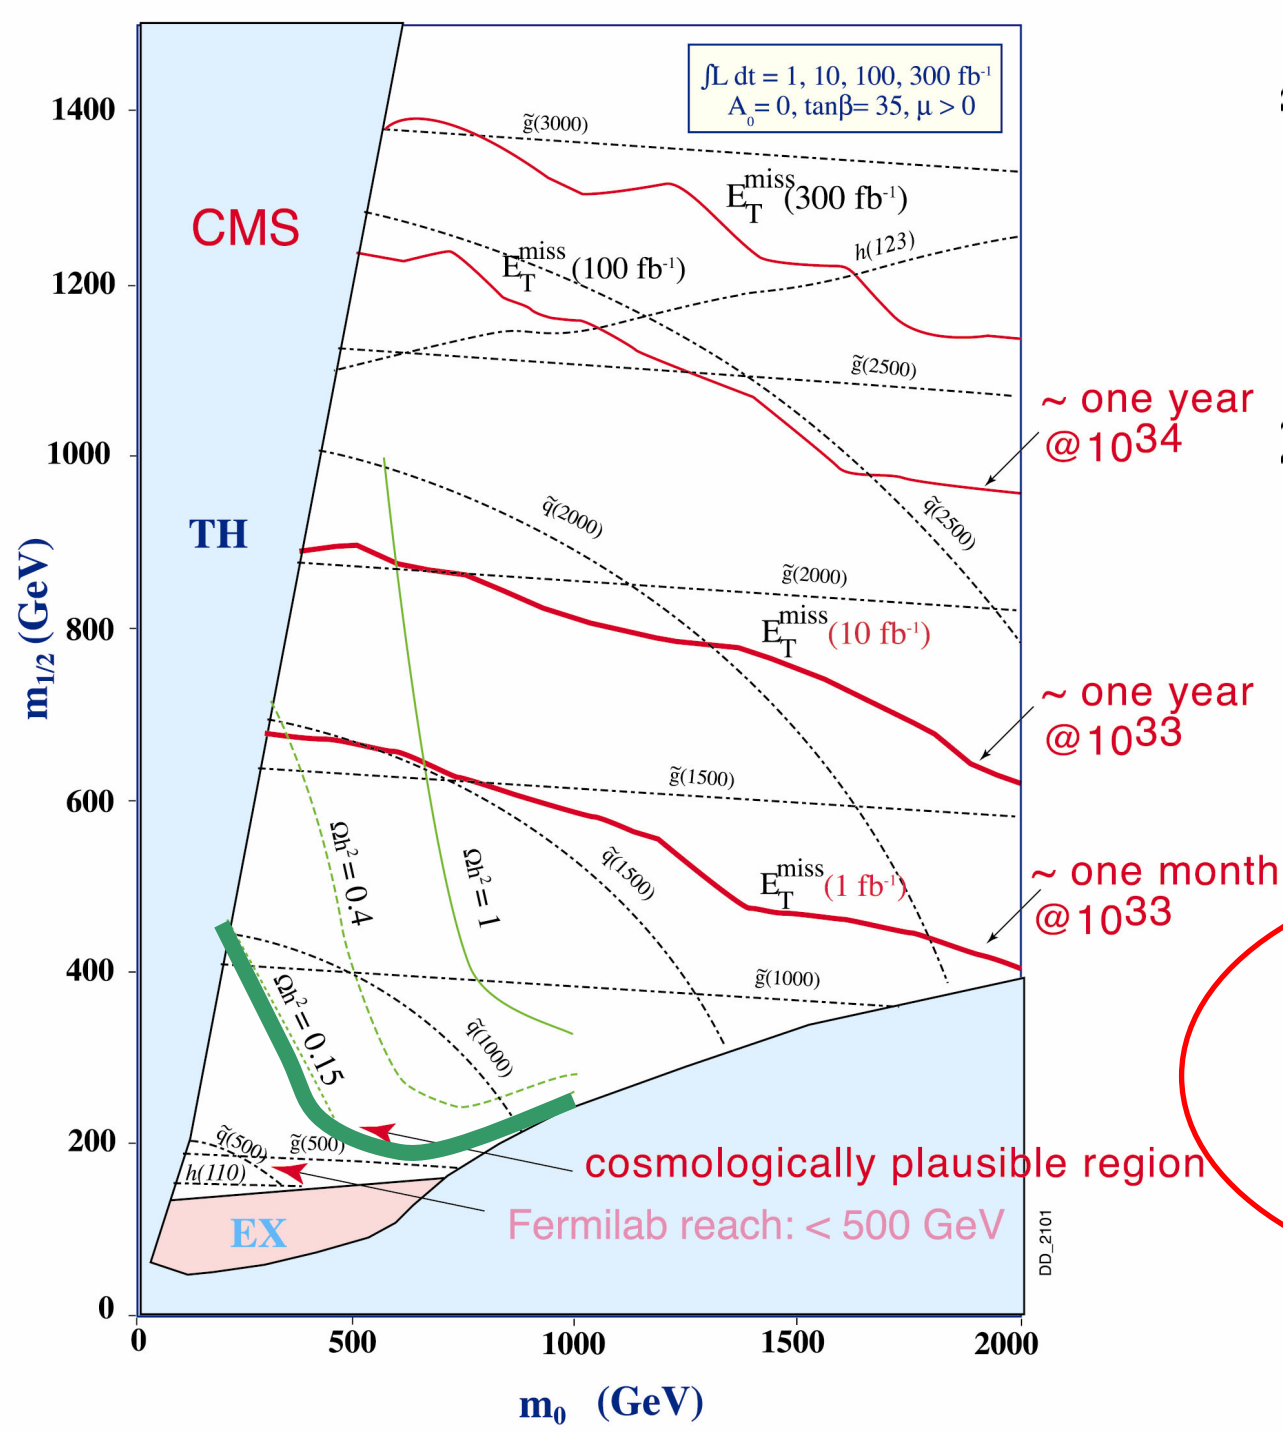 ∫L dt = 1, 10, 100, 300 fb⁻¹
A₀ = 0, tanβ= 35, μ > 0
1400
1200
1000
800
600
400
200
0
m₁/₂ (GeV)
0
500
1000
1500
2000
m₀ (GeV)
CMS
TH
EX
g̃(3000)
E_T^miss (300 fb⁻¹)
h(123)
E_T^miss (100 fb⁻¹)
g̃(2500)
~ one year
@10³⁴
q̃(2000)
q̃(2500)
g̃(2000)
E_T^miss (10 fb⁻¹)
~ one year
@10³³
g̃(1500)
Ωh² = 0.4
Ωh² = 1
q̃(1500)
E_T^miss (1 fb⁻¹)
~ one month
@10³³
g̃(1000)
Ωh² = 0.15
q̃(1000)
q̃(500)
g̃(500)
h(110)
cosmologically plausible region
Fermilab reach: < 500 GeV
DD_2101